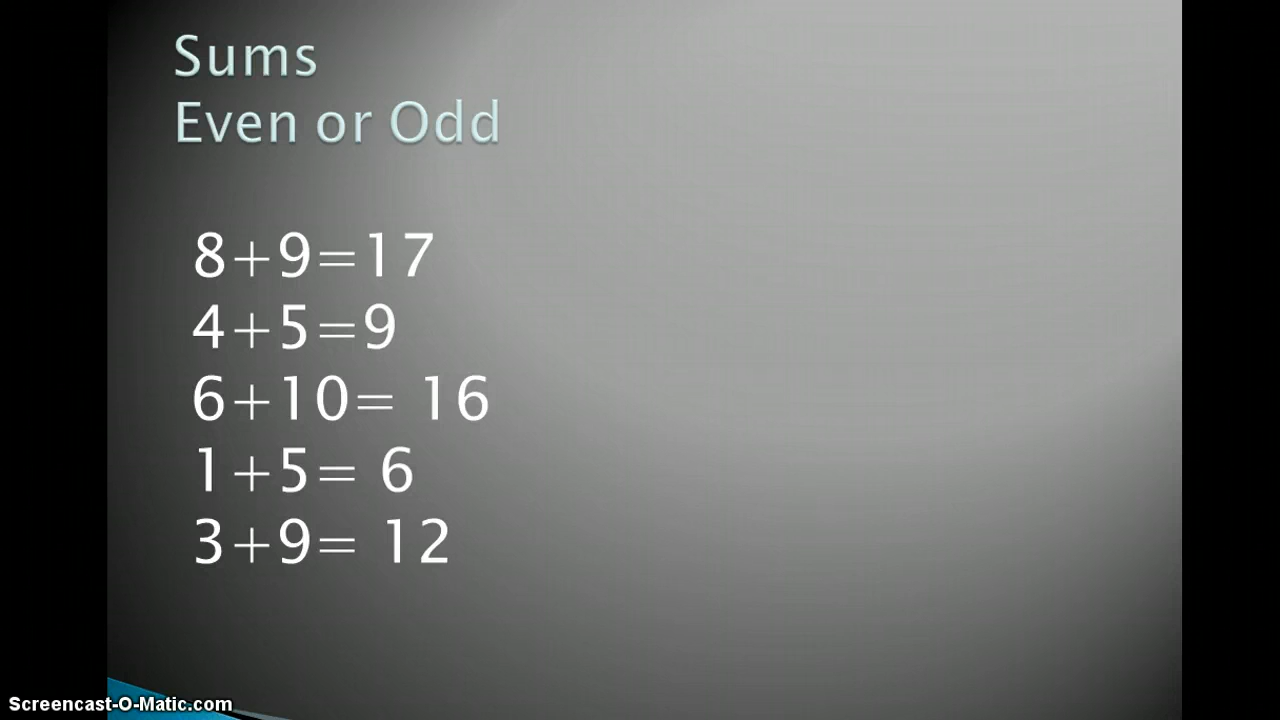 Sums
Even or Odd
8+9=17
4+5=9
6+10= 16
1+5= 6
3+9= 12
Screencast-O-Matic.com